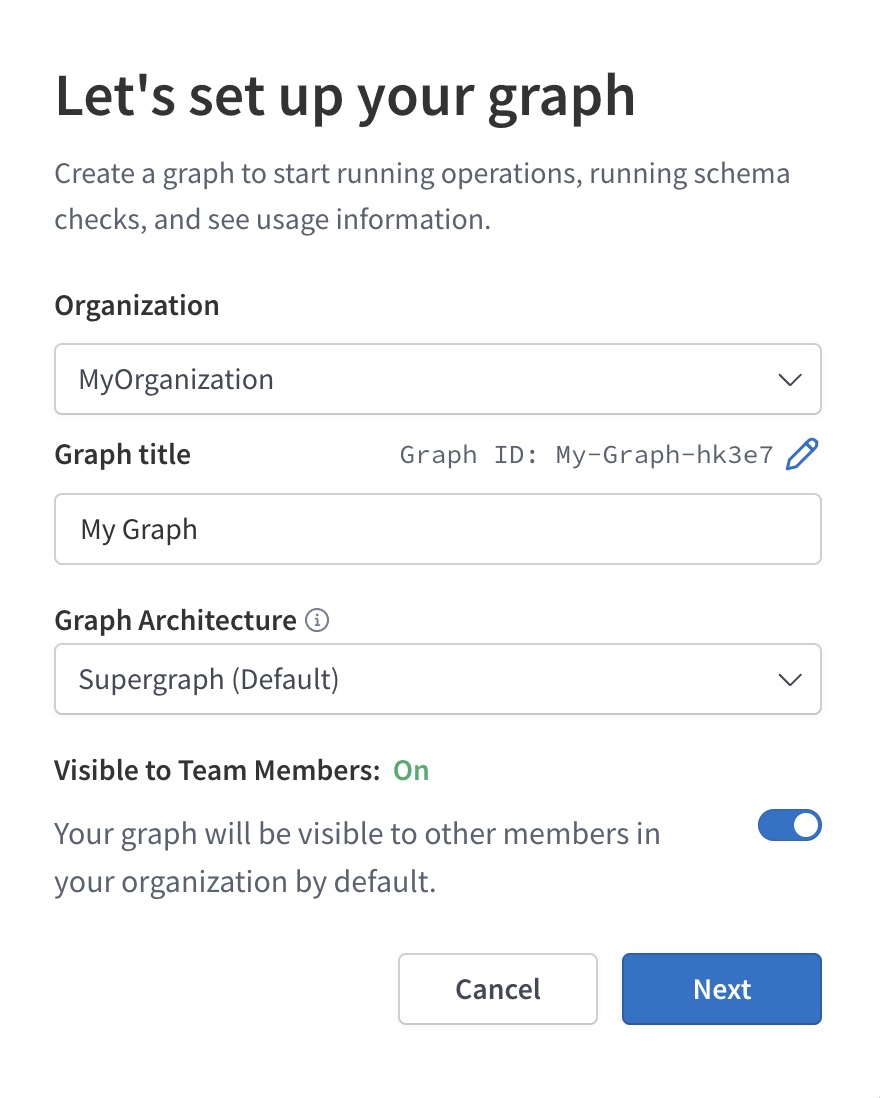 Let's set up your graph
Create a graph to start running operations, running schema
checks, and see usage information.
Organization
MyOrganization
Graph title
Graph ID: My-Graph-hk3e7
My Graph
Graph Architecture
Supergraph (Default)
Visible to Team Members: On
Your graph will be visible to other members in
your organization by default.
Cancel
Next